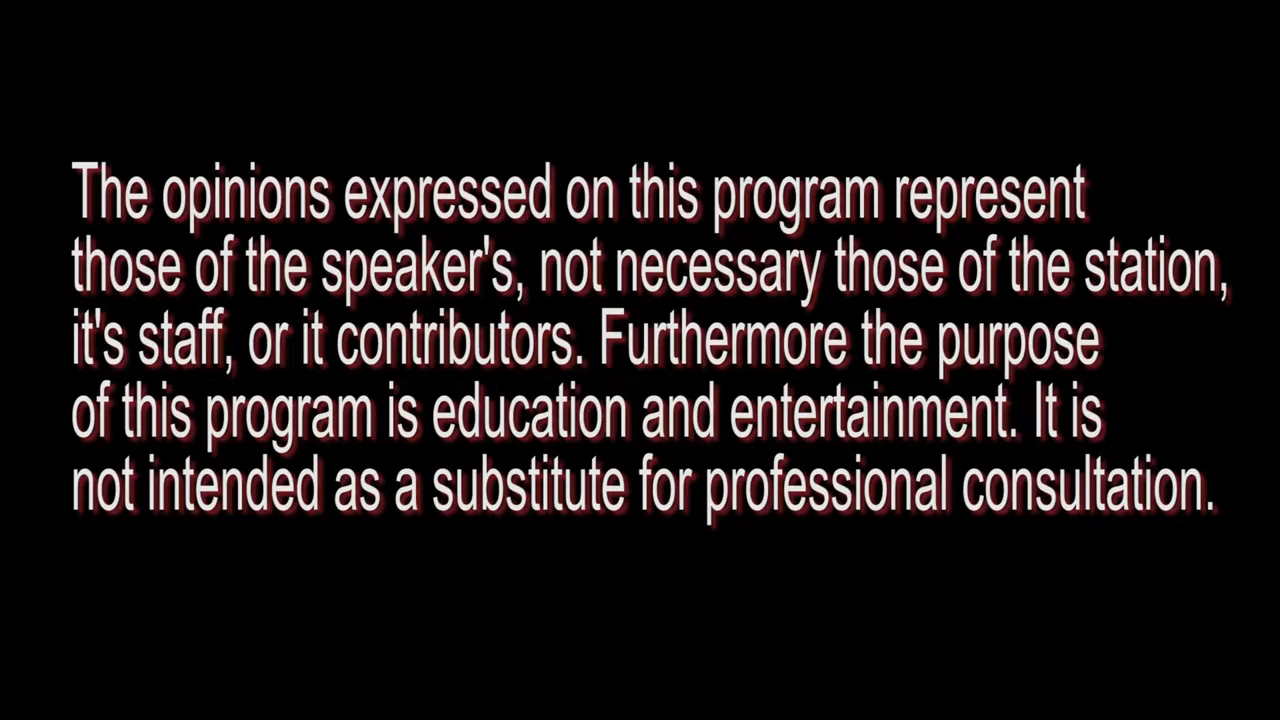 The opinions expressed on this program represent
those of the speaker's, not necessary those of the station,
it's staff, or it contributors. Furthermore the purpose
of this program is education and entertainment. It is
not intended as a substitute for professional consultation.